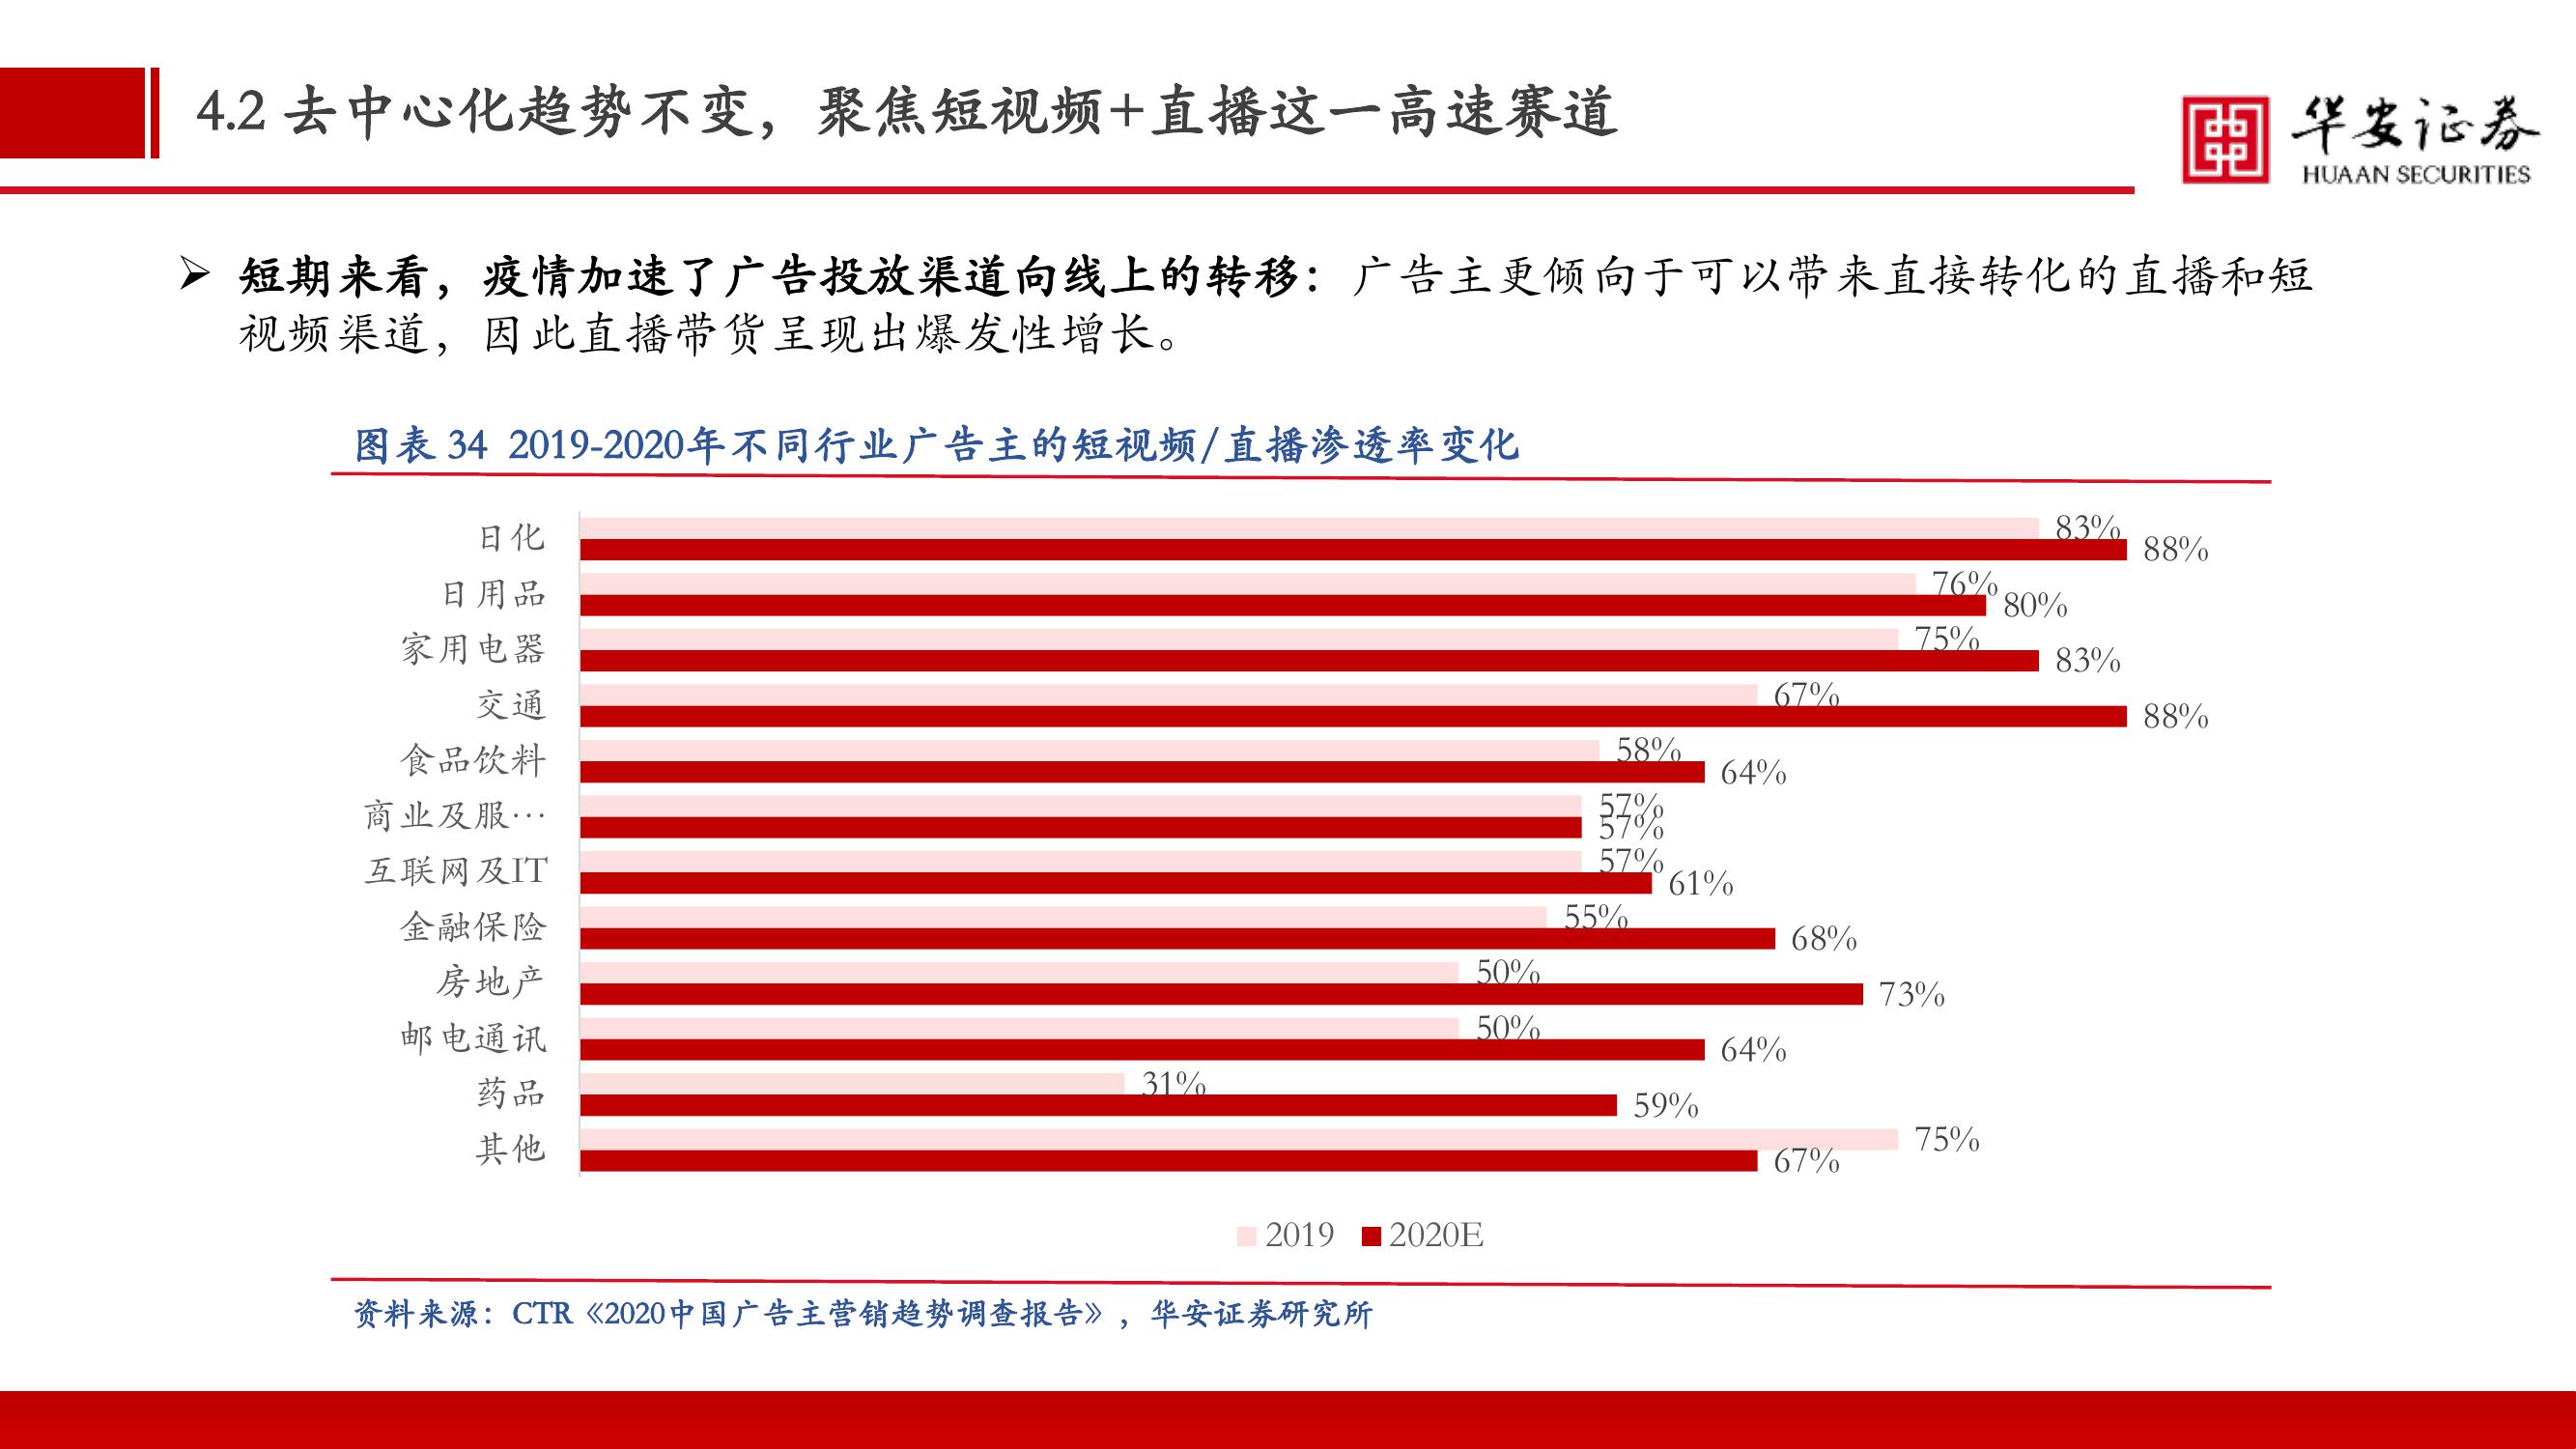 4.2 去中心化趋势不变，聚焦短视频+直播这一高速赛道
华安证券
HUAAN SECURITIES
➢ 短期来看，疫情加速了广告投放渠道向线上的转移：广告主更倾向于可以带来直接转化的直播和短
视频渠道，因此直播带货呈现出爆发性增长。
图表 34 2019-2020年不同行业广告主的短视频/直播渗透率变化
日化
83%
88%
日用品
76%
80%
家用电器
75%
83%
交通
67%
88%
食品饮料
58%
64%
商业及服…
57%
57%
互联网及IT
57%
61%
金融保险
55%
68%
房地产
50%
73%
邮电通讯
50%
64%
药品
31%
59%
其他
75%
67%
2019 2020E
资料来源：CTR《2020中国广告主营销趋势调查报告》，华安证券研究所